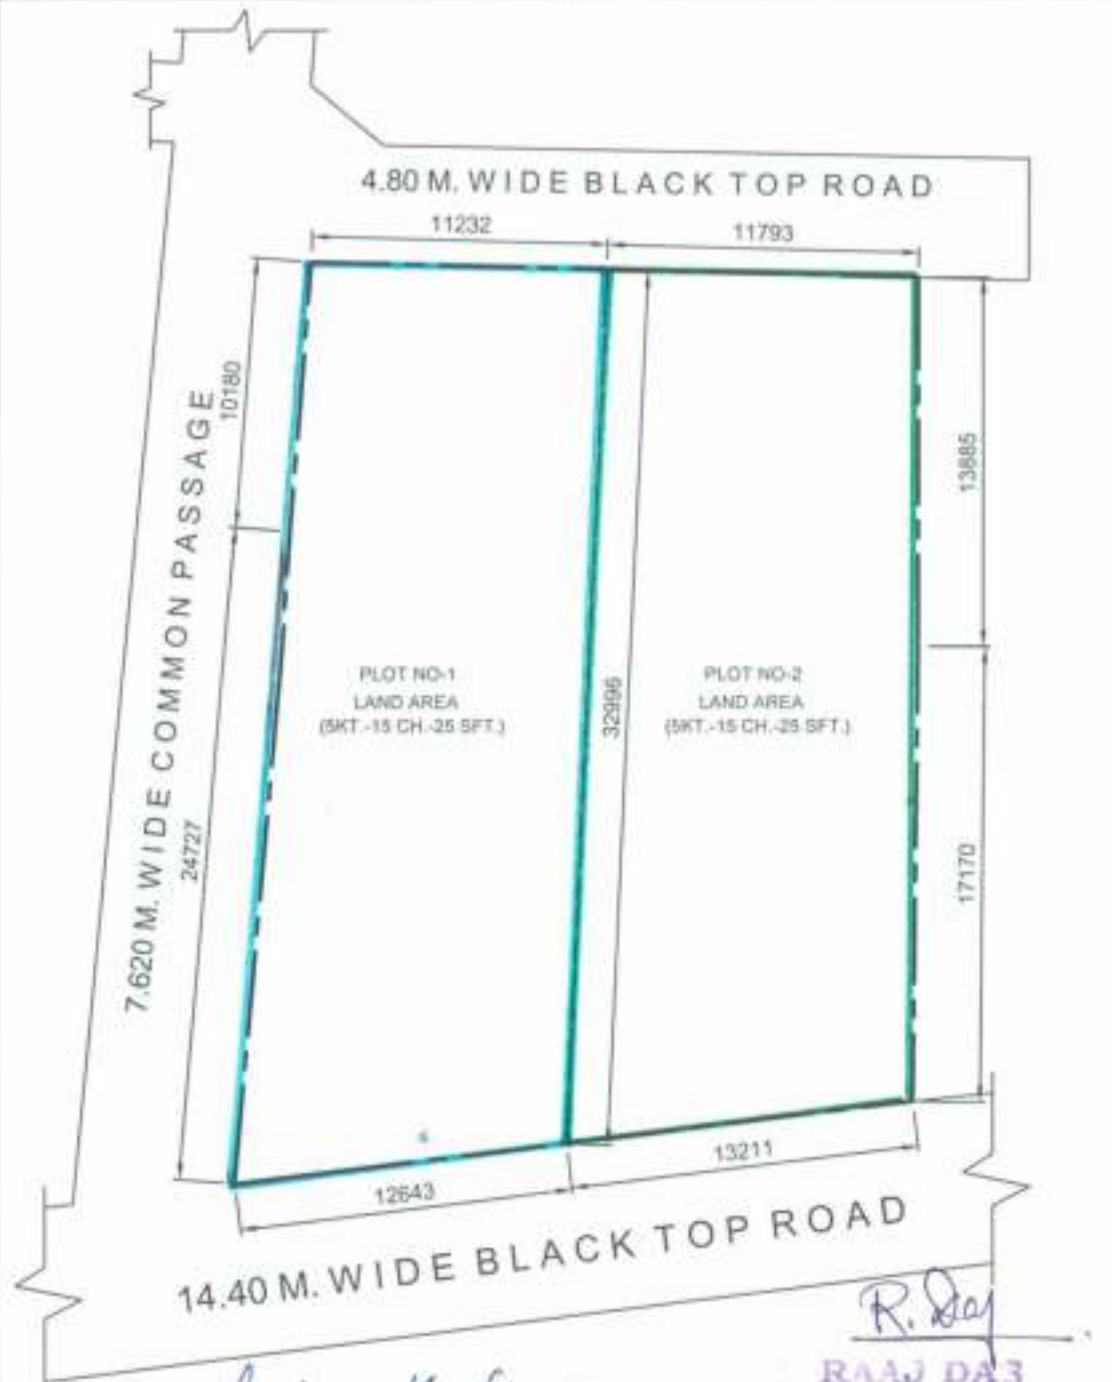 4.80 M. WIDE BLACK TOP ROAD
11232
11793
10180
13885
7.620 M. WIDE COMMON PASSAGE
24727
PLOT NO-1
LAND AREA
(5KT.-15 CH.-25 SFT.)
32996
PLOT NO-2
LAND AREA
(5KT.-15 CH.-25 SFT.)
17170
13211
12643
14.40 M. WIDE BLACK TOP ROAD
R. Das